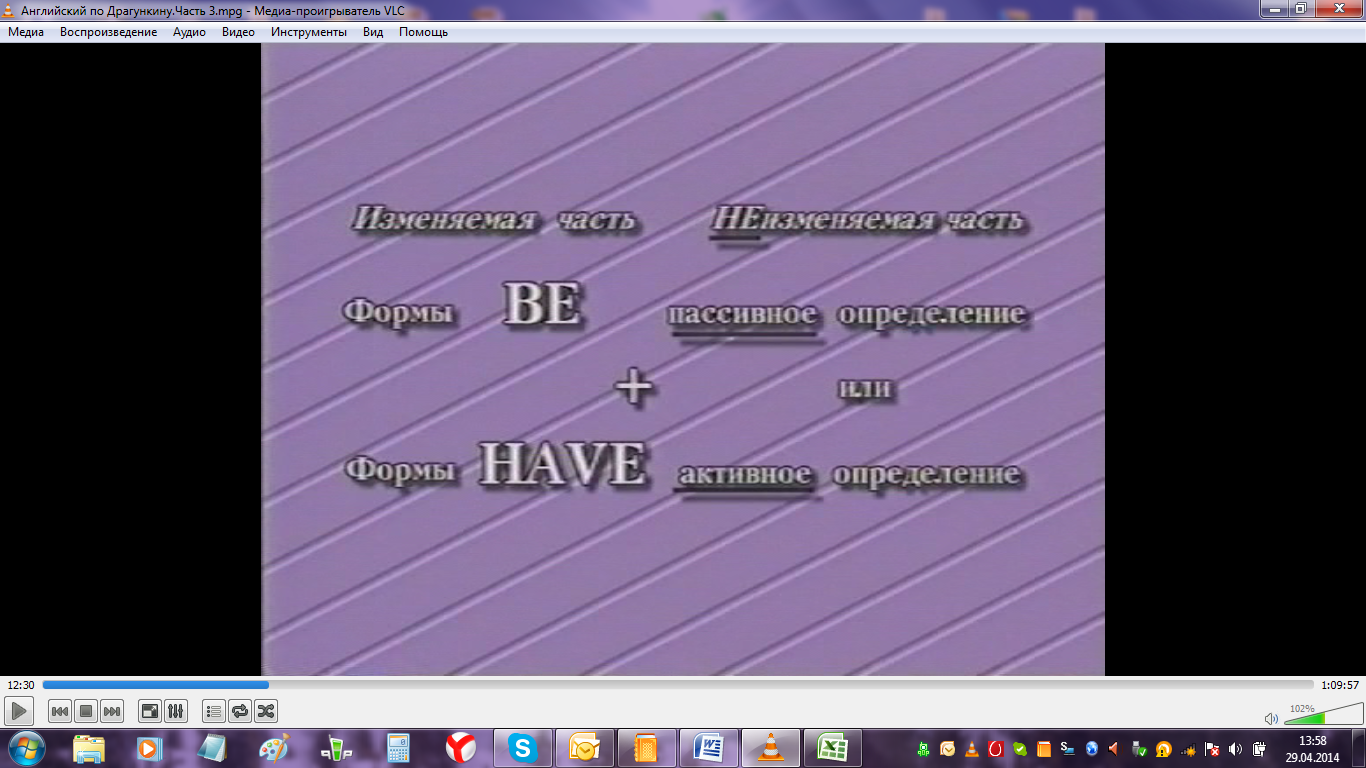 Английский по Драгункину.Часть 3.mpg - Медиа-проигрыватель VLC
Медиа Воспроизведение Аудио Видео Инструменты Вид Помощь
Изменяемая часть НЕизменяемая часть
Формы BE пассивное определение
+ или
Формы HAVE активное определение
12:30 1:09:57
102%
13:58
29.04.2014